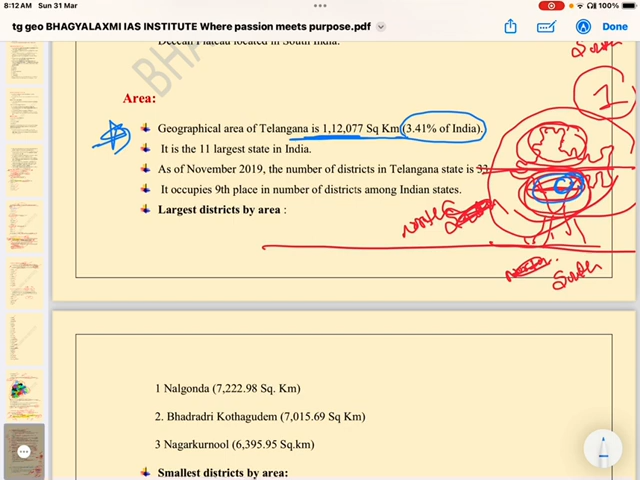 8:12 AM Sun 31 Mar
100%
tg geo BHAGYALAXMI IAS INSTITUTE Where passion meets purpose.pdf
Done
South
BHA
Area:
Geographical area of Telangana is 1,12,077 Sq Km (3.41% of India).
1
It is the 11 largest state in India.
As of November 2019, the number of districts in Telangana state is 33
It occupies 9th place in number of districts among Indian states.
Largest districts by area :
South
1 Nalgonda (7,222.98 Sq. Km)
2. Bhadradri Kothagudem (7,015.69 Sq Km)
3 Nagarkurnool (6,395.95 Sq.km)
Smallest districts by area: